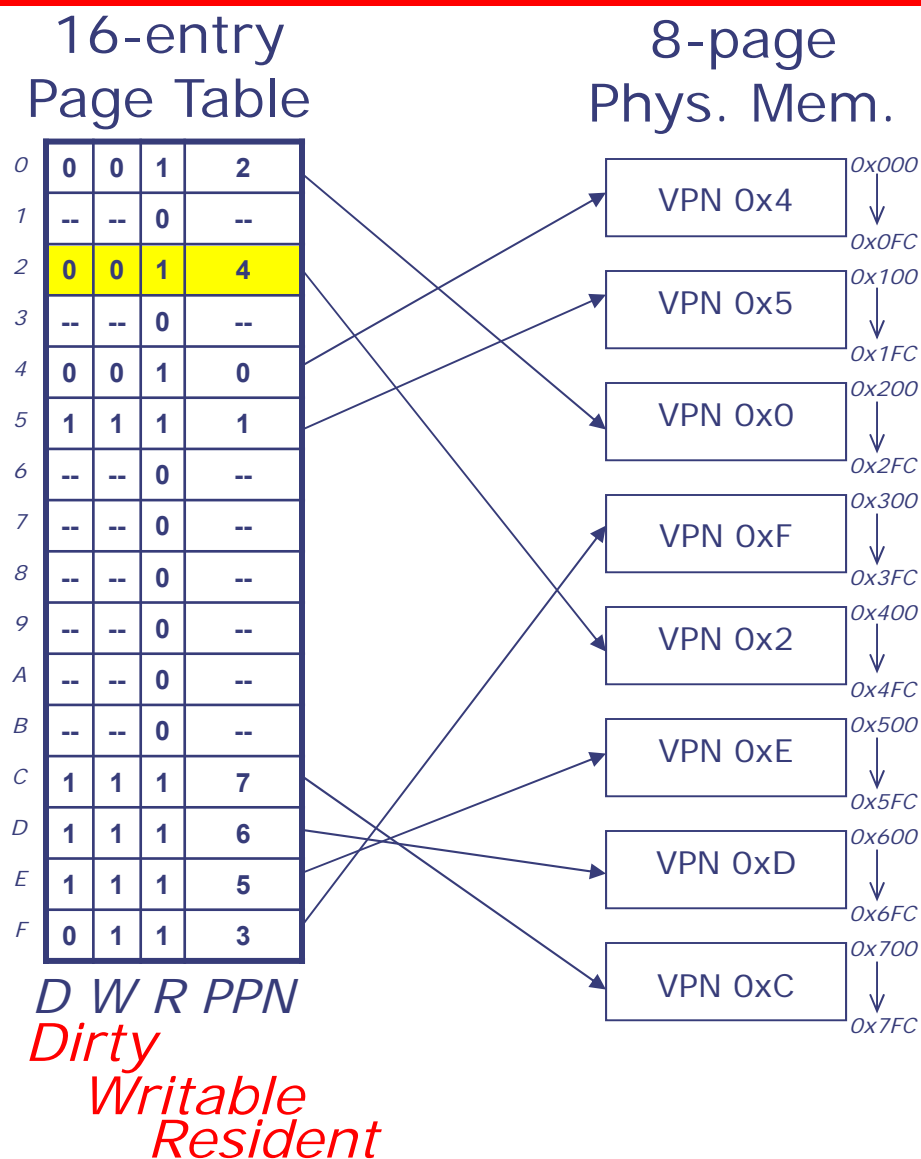 16-entry
Page Table
0 0 0 1 2
1 -- -- 0 --
2 0 0 1 4
3 -- -- 0 --
4 0 0 1 0
5 1 1 1 1
6 -- -- 0 --
7 -- -- 0 --
8 -- -- 0 --
9 -- -- 0 --
A -- -- 0 --
B -- -- 0 --
C 1 1 1 7
D 1 1 1 6
E 1 1 1 5
F 0 1 1 3
D W R PPN
Dirty
Writable
Resident
8-page
Phys. Mem.
VPN 0x4
0x000
0x0FC
VPN 0x5
0x100
0x1FC
VPN 0x0
0x200
0x2FC
VPN 0xF
0x300
0x3FC
VPN 0x2
0x400
0x4FC
VPN 0xE
0x500
0x5FC
VPN 0xD
0x600
0x6FC
VPN 0xC
0x700
0x7FC